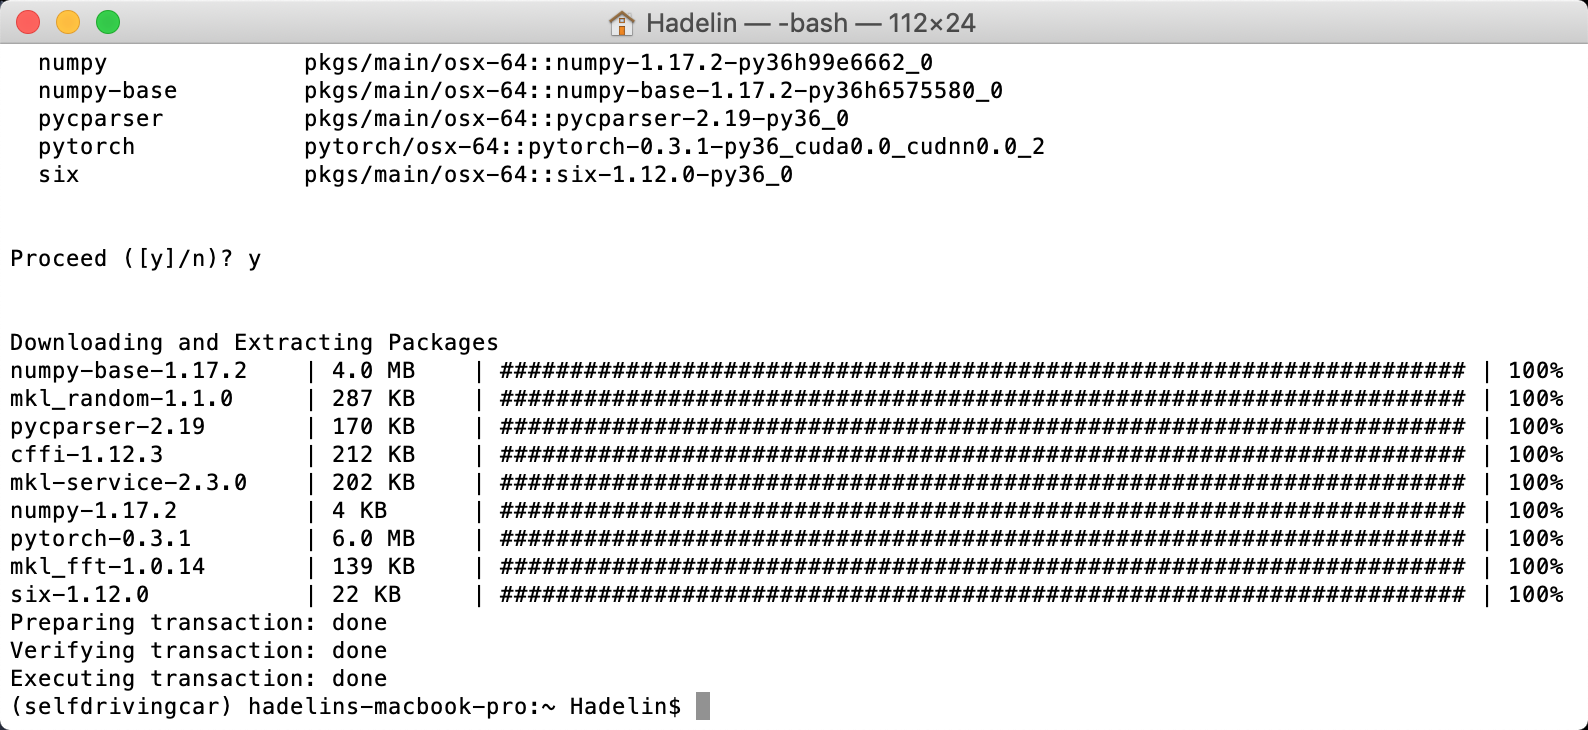 Hadelin — -bash — 112×24
numpy pkgs/main/osx-64::numpy-1.17.2-py36h99e6662_0
numpy-base pkgs/main/osx-64::numpy-base-1.17.2-py36h6575580_0
pycparser pkgs/main/osx-64::pycparser-2.19-py36_0
pytorch pytorch/osx-64::pytorch-0.3.1-py36_cuda0.0_cudnn0.0_2
six pkgs/main/osx-64::six-1.12.0-py36_0
Proceed ([y]/n)? y
Downloading and Extracting Packages
numpy-base-1.17.2 | 4.0 MB | ##################################################################### | 100%
mkl_random-1.1.0 | 287 KB | ##################################################################### | 100%
pycparser-2.19 | 170 KB | ##################################################################### | 100%
cffi-1.12.3 | 212 KB | ##################################################################### | 100%
mkl-service-2.3.0 | 202 KB | ##################################################################### | 100%
numpy-1.17.2 | 4 KB | ##################################################################### | 100%
pytorch-0.3.1 | 6.0 MB | ##################################################################### | 100%
mkl_fft-1.0.14 | 139 KB | ##################################################################### | 100%
six-1.12.0 | 22 KB | ##################################################################### | 100%
Preparing transaction: done
Verifying transaction: done
Executing transaction: done
(selfdrivingcar) hadelins-macbook-pro:~ Hadelin$